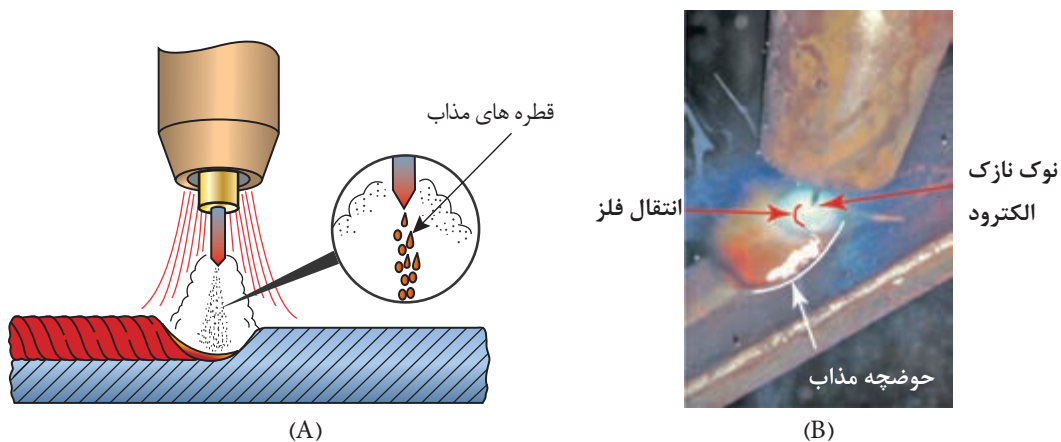 قطره های مذاب
نوک نازک
الکترود
انتقال فلز
حوضچه مذاب
(A)
(B)